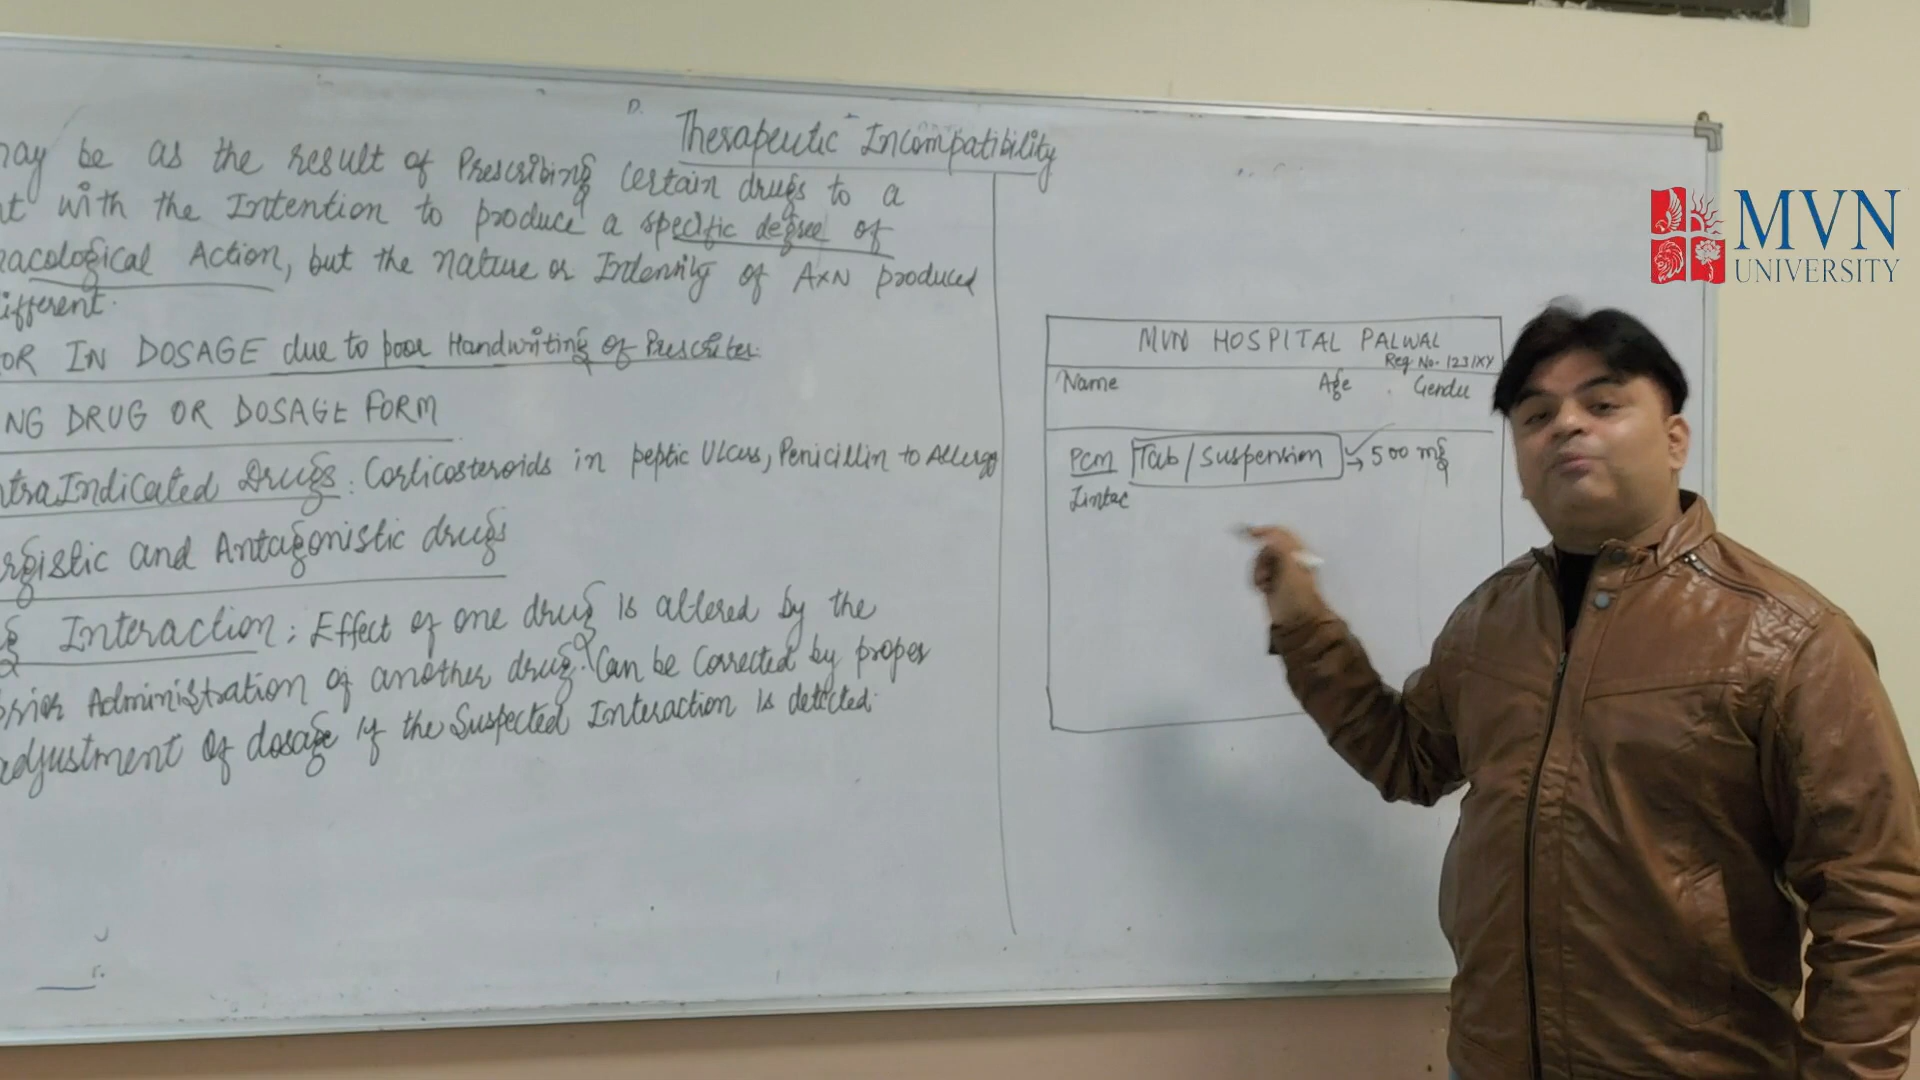 Therapeutic Incompatibility
may be as the result of Prescribing certain drugs to a
t with the Intention to produce a specific degree of
acological Action, but the nature or Intensity of AXN produced
ifferent.
OR IN DOSAGE due to poor Handwriting of Prescriber.
NG DRUG OR DOSAGE FORM
ntraIndicated Drugs: Corticosteroids in peptic Ulcers, Penicillin to Allergy
rgistic and Antagonistic drugs
g Interaction: Effect of one drug is altered by the
prior Administration of another drug. Can be Corrected by proper
adjustment of dosage if the Suspected Interaction is detected.
MVN HOSPITAL PALWAL
Reg No. 1231XY
Name Age Gender
PCM Tab/Suspension → 500 mg
Zintac
MVN
UNIVERSITY